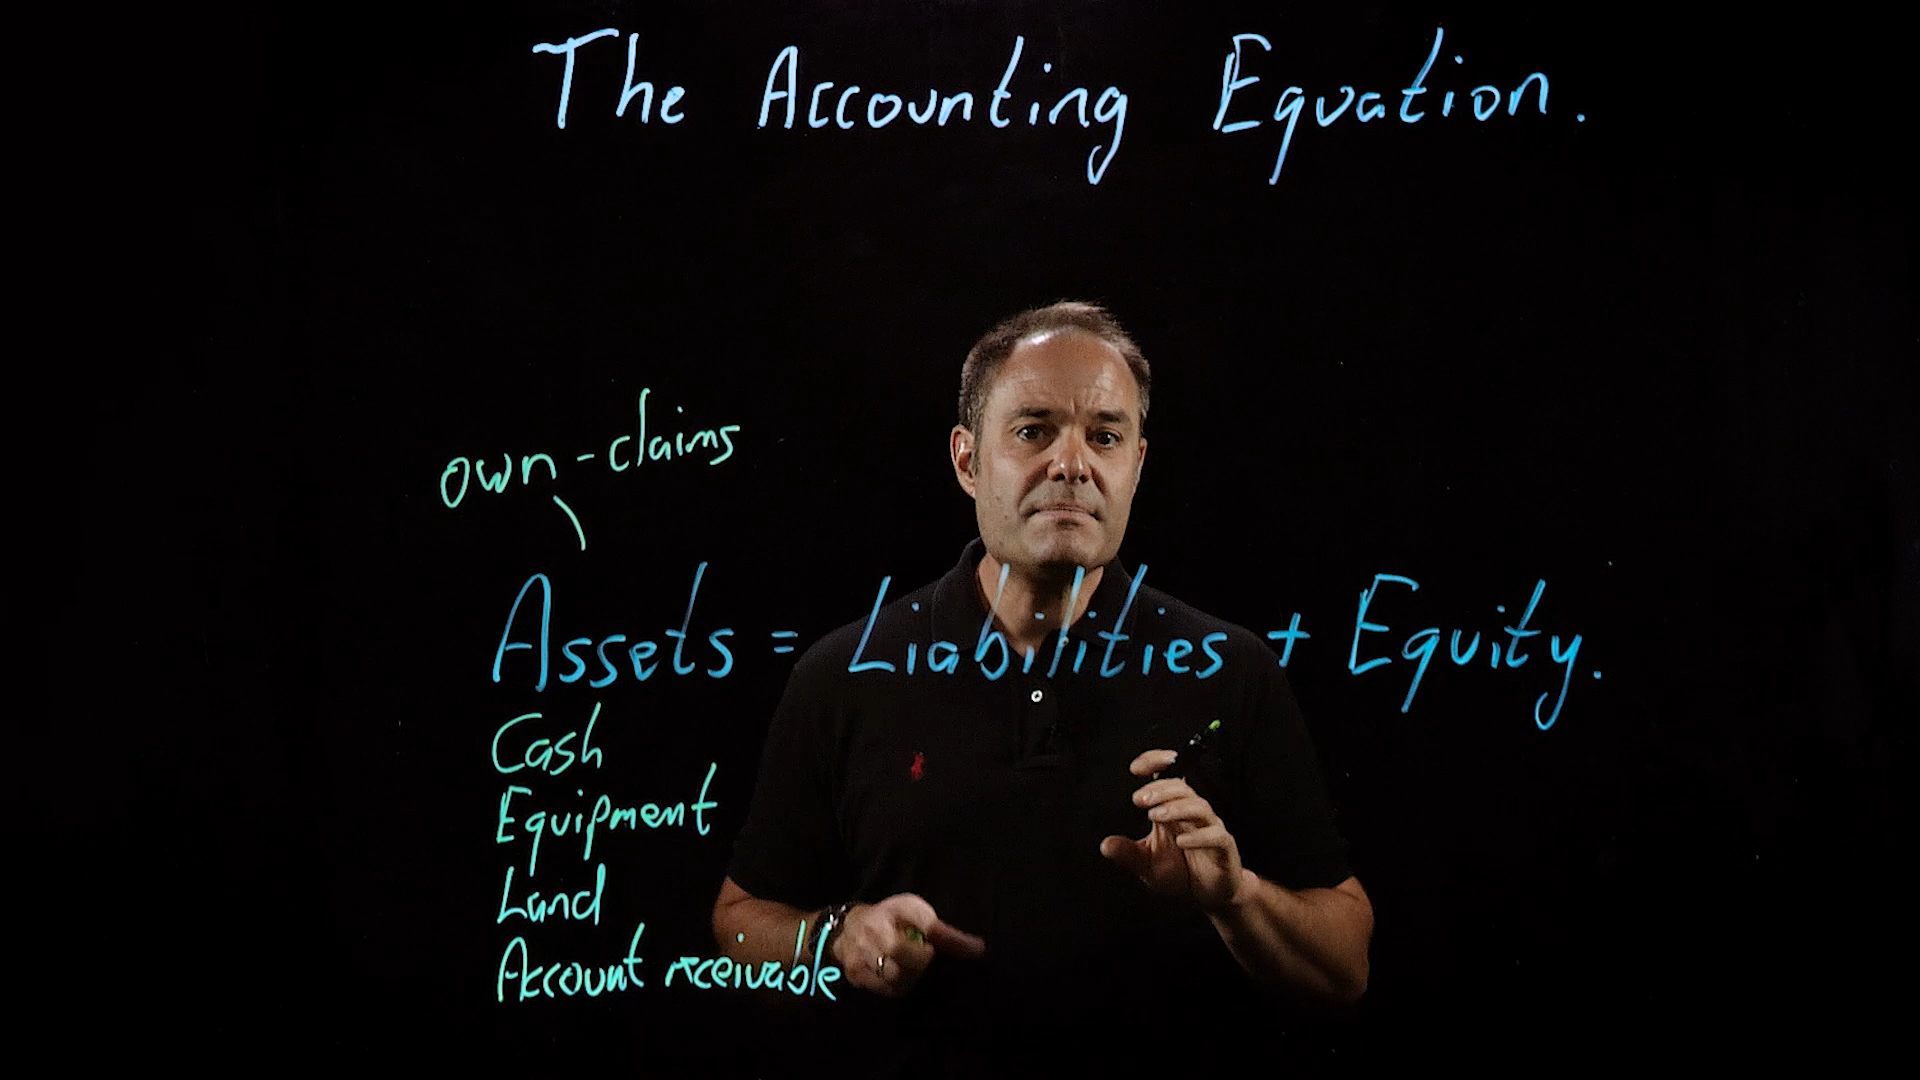 The Accounting Equation.
own - claims
Assets = Liabilities + Equity.
Cash
Equipment
Land
Account receivable